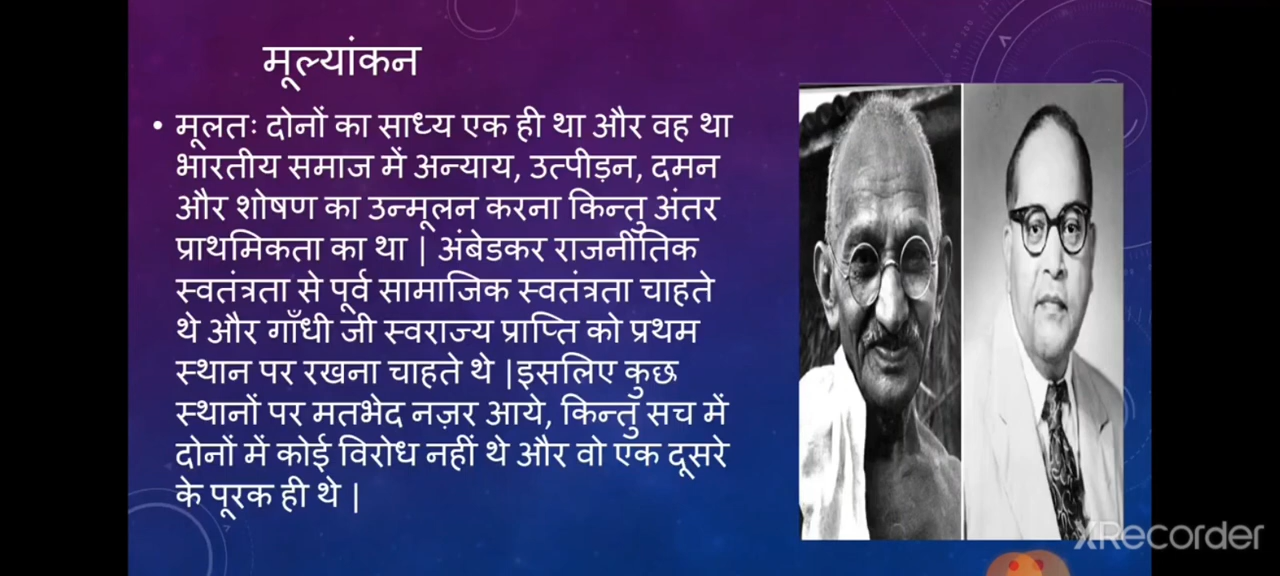 मूल्यांकन
• मूलतः दोनों का साध्य एक ही था और वह था
भारतीय समाज में अन्याय, उत्पीड़न, दमन
और शोषण का उन्मूलन करना किन्तु अंतर
प्राथमिकता का था | अंबेडकर राजनीतिक
स्वतंत्रता से पूर्व सामाजिक स्वतंत्रता चाहते
थे और गाँधी जी स्वराज्य प्राप्ति को प्रथम
स्थान पर रखना चाहते थे |इसलिए कुछ
स्थानों पर मतभेद नज़र आये, किन्तु सच में
दोनों में कोई विरोध नहीं थे और वो एक दूसरे
के पूरक ही थे |
XRecorder